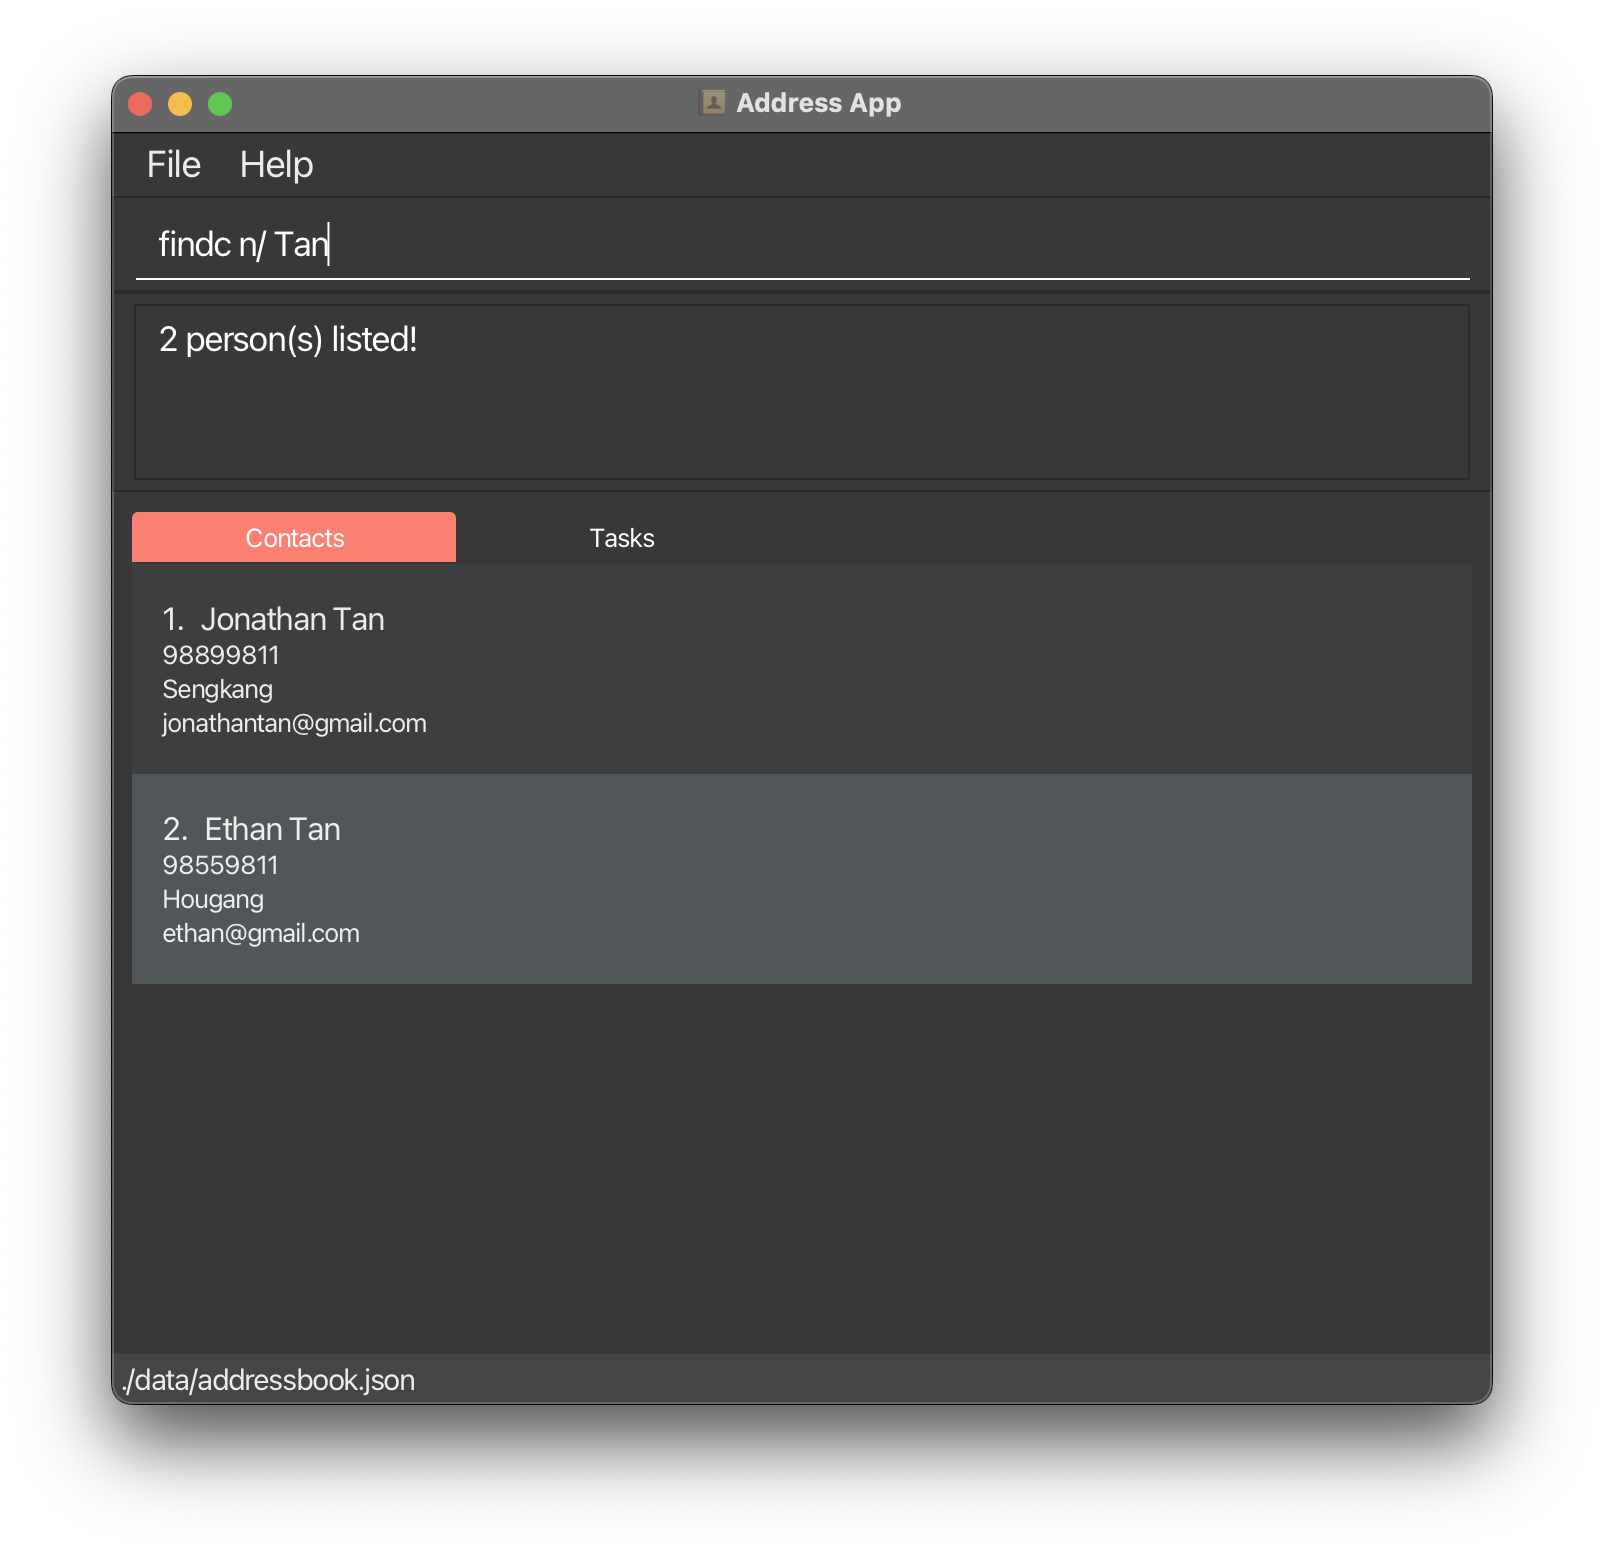 Address App
File Help
findc n/ Tan
2 person(s) listed!
Contacts Tasks
1. Jonathan Tan
98899811
Sengkang
jonathantan@gmail.com
2. Ethan Tan
98559811
Hougang
ethan@gmail.com
./data/addressbook.json